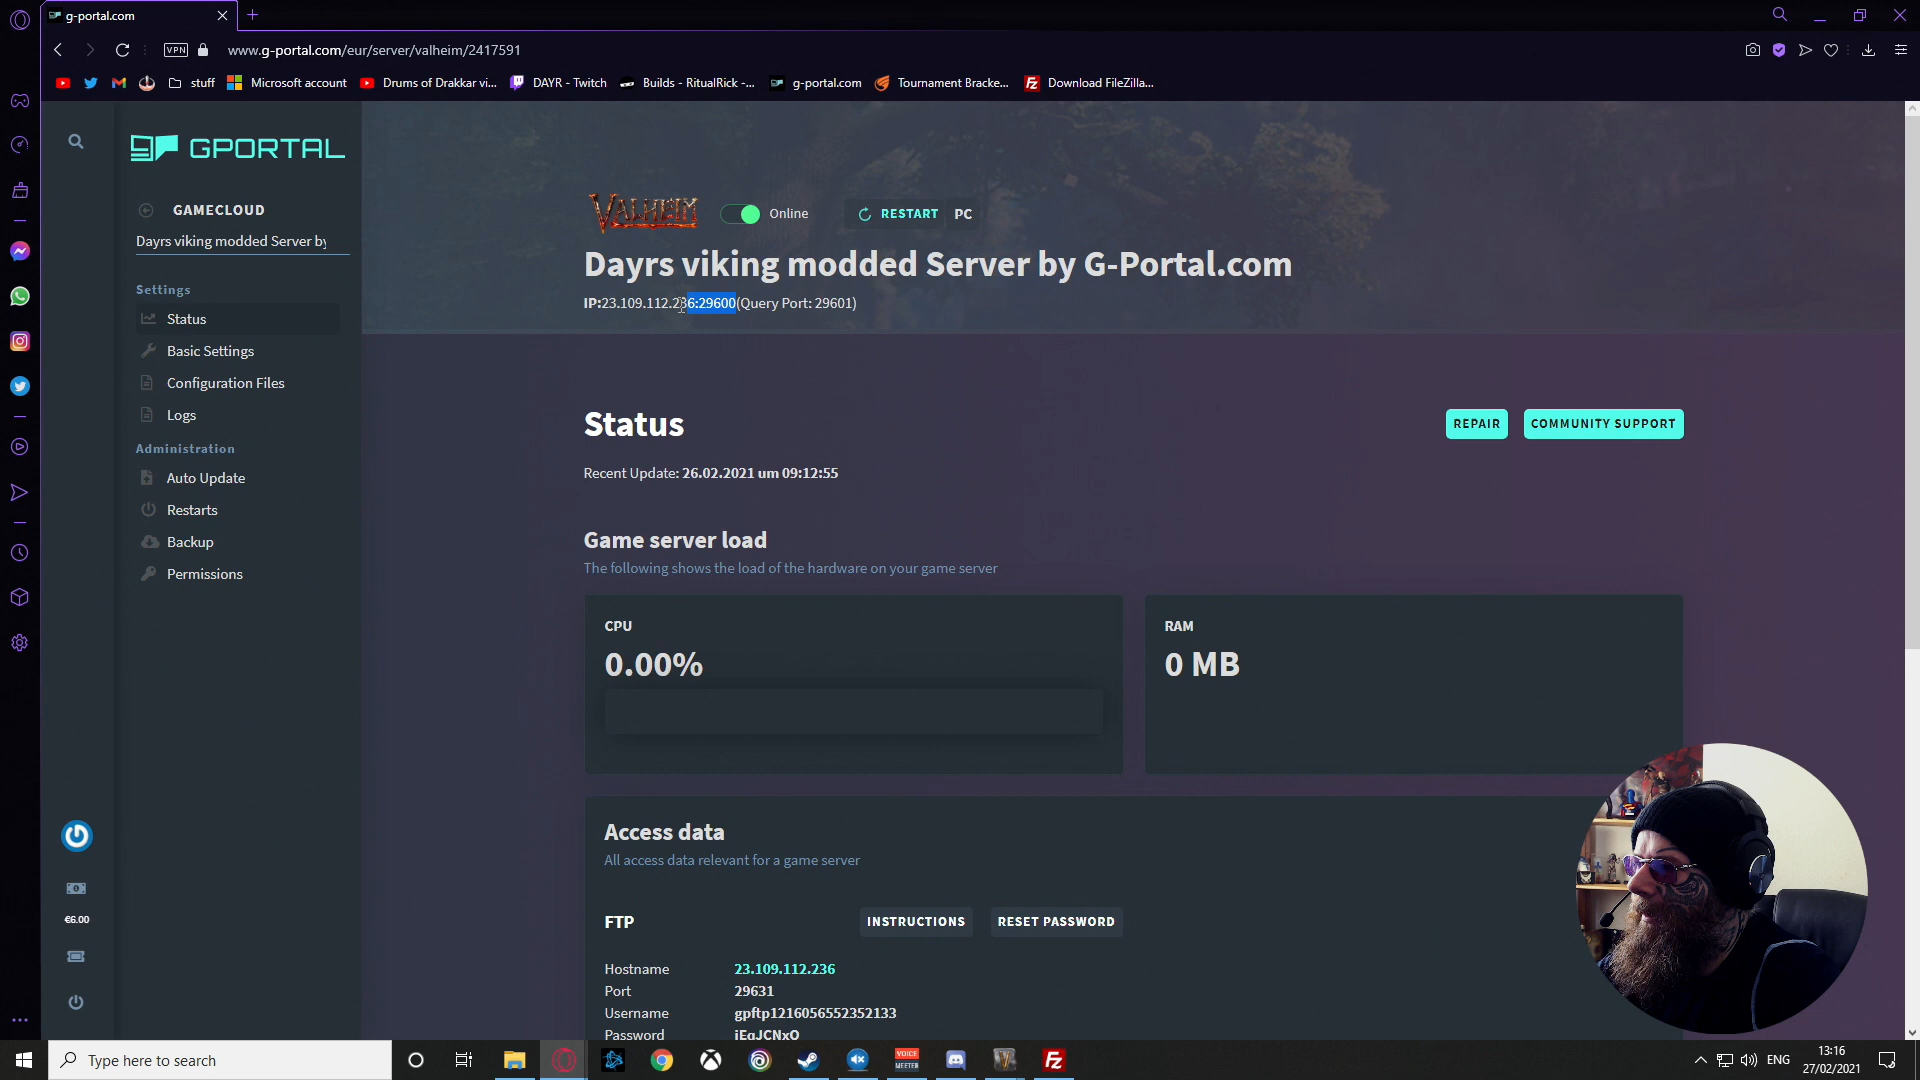 g-portal.com
VPN
www.g-portal.com/eur/server/valheim/2417591
stuff
Microsoft account
Drums of Drakkar vi...
DAYR - Twitch
Builds - RitualRick -...
g-portal.com
Tournament Bracke...
Download FileZilla...
GPORTAL
GAMECLOUD
Dayrs viking modded Server by
Settings
Status
Basic Settings
Configuration Files
Logs
Administration
Auto Update
Restarts
Backup
Permissions
€6.00
VALHEIM
Online
RESTART
PC
Dayrs viking modded Server by G-Portal.com
IP:23.109.112.236:29600(Query Port: 29601)
Status
REPAIR
COMMUNITY SUPPORT
Recent Update: 26.02.2021 um 09:12:55
Game server load
The following shows the load of the hardware on your game server
CPU
0.00%
RAM
0 MB
Access data
All access data relevant for a game server
FTP
INSTRUCTIONS
RESET PASSWORD
Hostname 23.109.112.236
Port 29631
Username gpftp1216056552352133
Password
Type here to search
VOICE
MEETER
ENG
13:16
27/02/2021